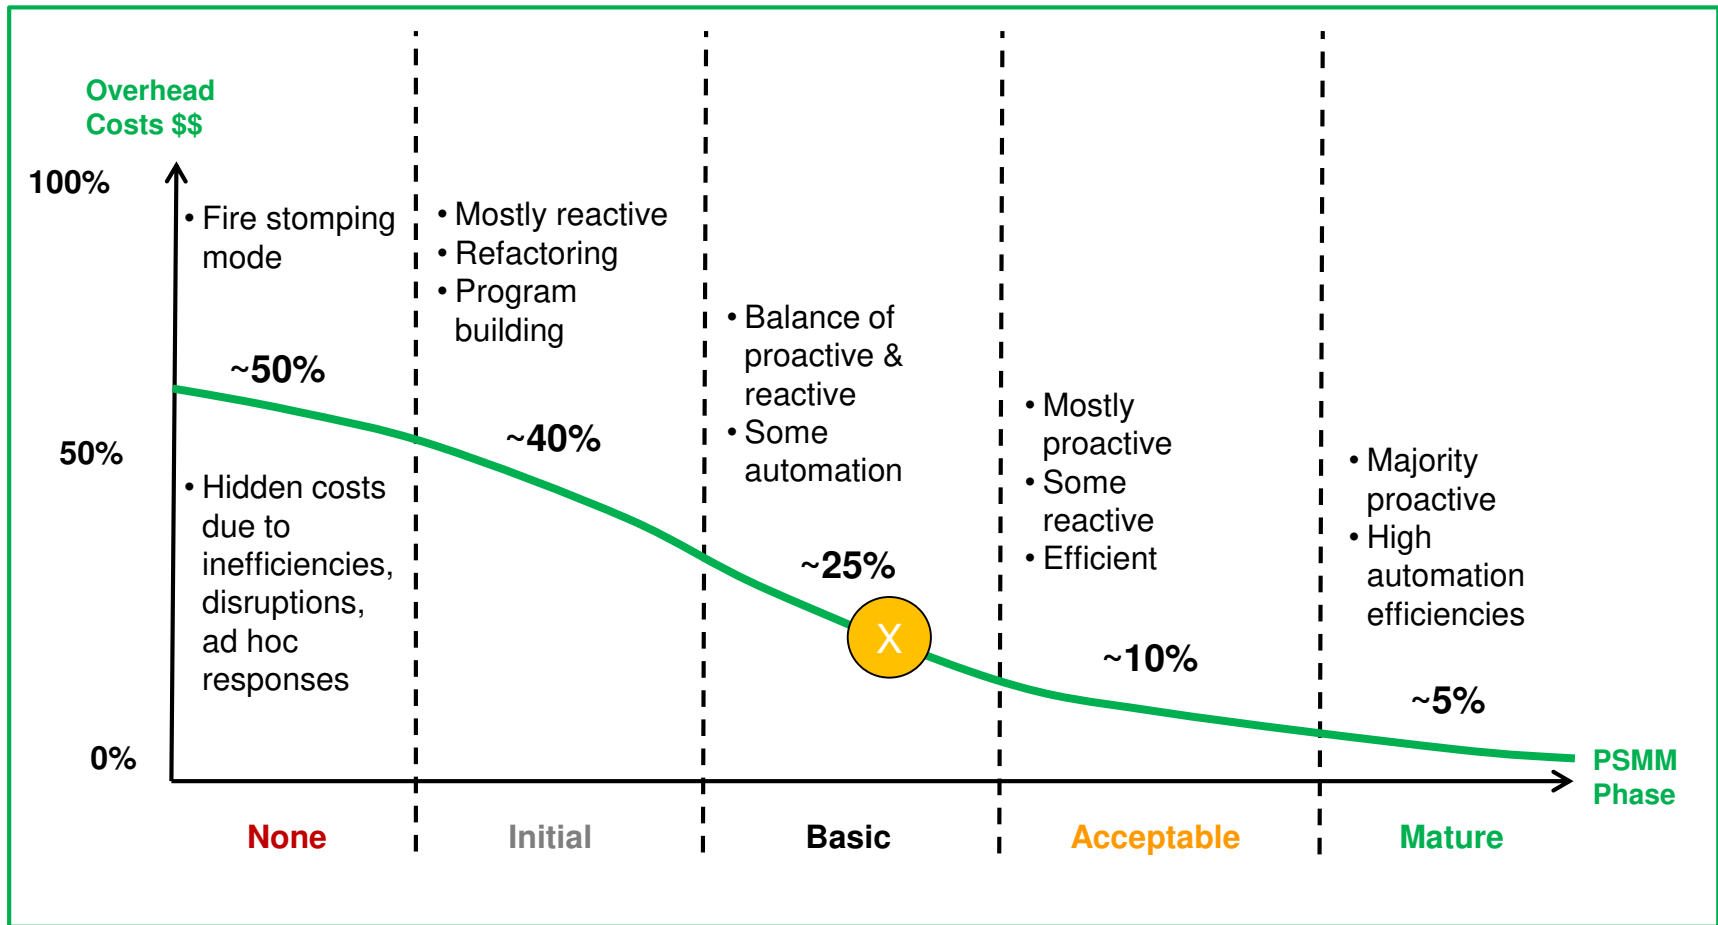 Overhead
Costs $$
100%
• Fire stomping
mode
• Mostly reactive
• Refactoring
• Program
building
• Balance of
proactive &
reactive
• Some
automation
~50%
~40%
50%
• Hidden costs
due to
inefficiencies,
disruptions,
ad hoc
responses
~25%
X
• Mostly
proactive
• Some
reactive
• Efficient
~10%
• Majority
proactive
• High
automation
efficiencies
~5%
0%
PSMM
Phase
None
Initial
Basic
Acceptable
Mature